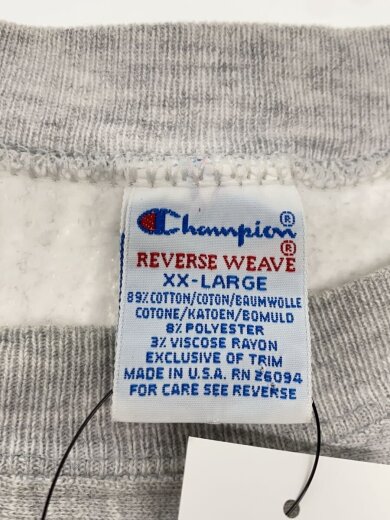 Champion®
®
REVERSE WEAVE
XX-LARGE
89% COTTON/COTON/BAUMWOLLE
COTONE/KATOEN/BOMULD
8% POLYESTER
3% VISCOSE RAYON
EXCLUSIVE OF TRIM
MADE IN U.S.A. RN 26094
FOR CARE SEE REVERSE